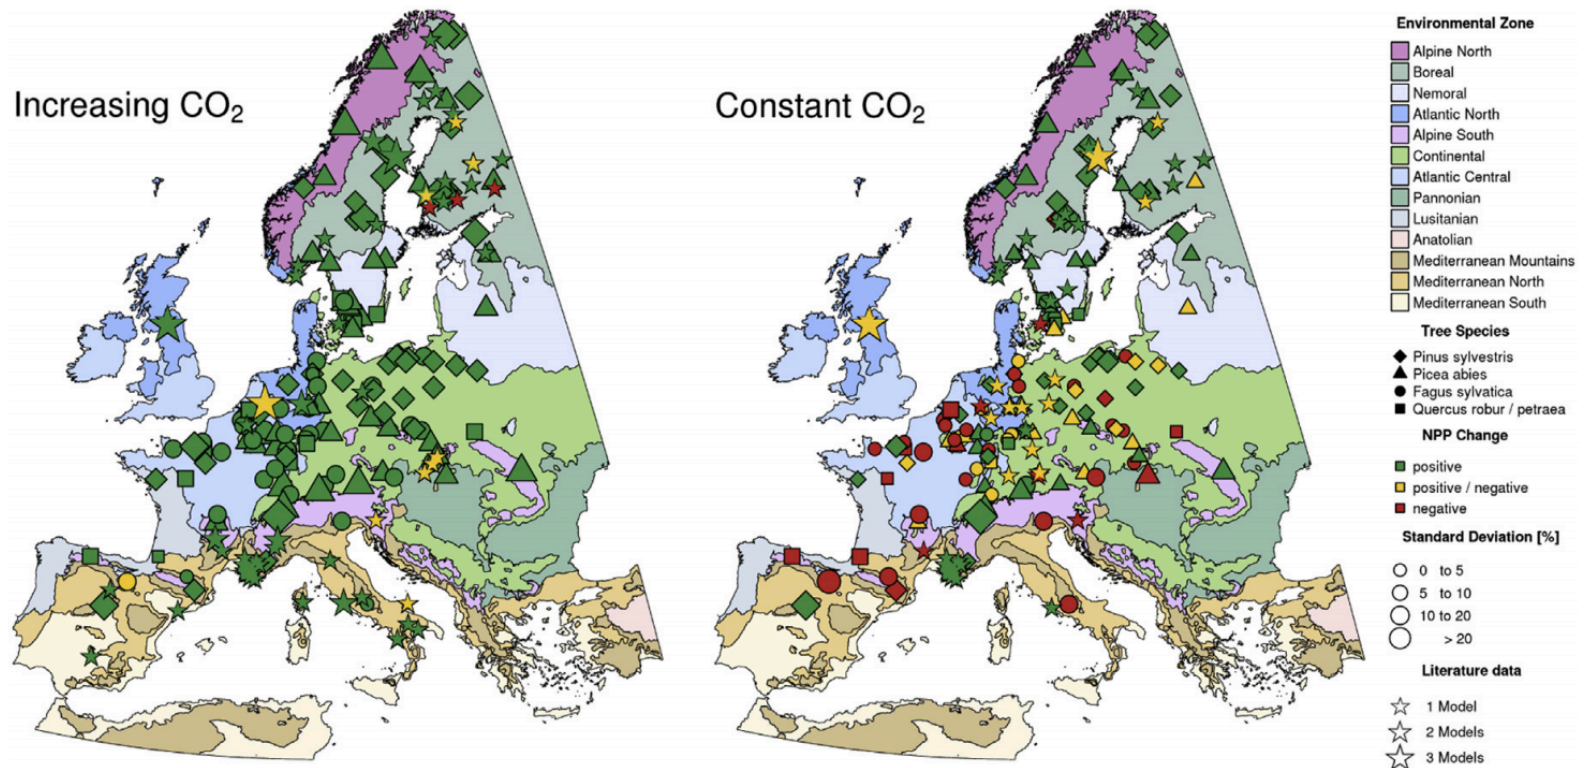 Increasing CO2
Constant CO2
Environmental Zone
Alpine North
Boreal
Nemoral
Atlantic North
Alpine South
Continental
Atlantic Central
Pannonian
Lusitanian
Anatolian
Mediterranean Mountains
Mediterranean North
Mediterranean South
Tree Species
Pinus sylvestris
Picea abies
Fagus sylvatica
Quercus robur / petraea
NPP Change
positive
positive / negative
negative
Standard Deviation [%]
0 to 5
5 to 10
10 to 20
> 20
Literature data
1 Model
2 Models
3 Models